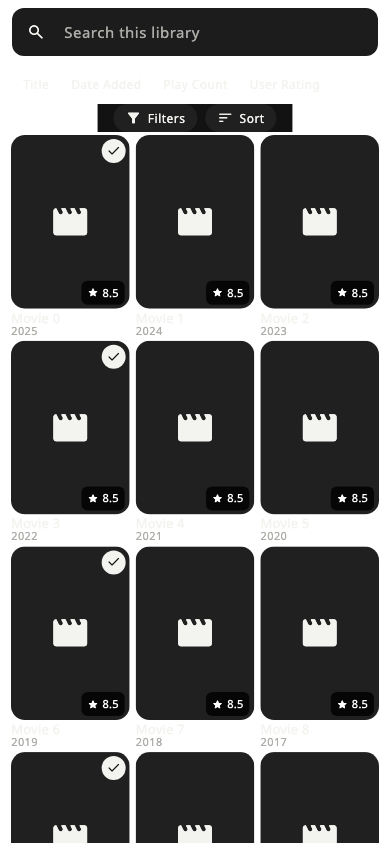 Search this library
Title Date Added Play Count User Rating
Filters Sort
8.5 8.5 8.5
Movie 0 Movie 1 Movie 2
2025 2024 2023
8.5 8.5 8.5
Movie 3 Movie 4 Movie 5
2022 2021 2020
8.5 8.5 8.5
Movie 6 Movie 7 Movie 8
2019 2018 2017